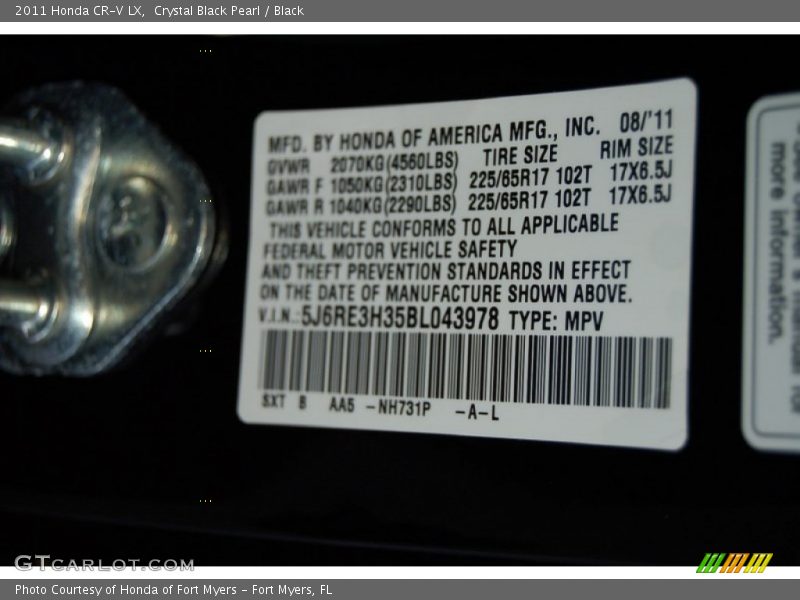 2011 Honda CR-V LX,  Crystal Black Pearl / Black
MFD. BY HONDA OF AMERICA MFG., INC. 08/'11
GVWR 2070KG(4560LBS) TIRE SIZE RIM SIZE
GAWR F 1050KG(2310LBS) 225/65R17 102T 17X6.5J
GAWR R 1040KG(2290LBS) 225/65R17 102T 17X6.5J
THIS VEHICLE CONFORMS TO ALL APPLICABLE
FEDERAL MOTOR VEHICLE SAFETY
AND THEFT PREVENTION STANDARDS IN EFFECT
ON THE DATE OF MANUFACTURE SHOWN ABOVE.
V.I.N.: 5J6RE3H35BL043978 TYPE: MPV
SXT B AA5 -NH731P -A-L
more information.
GTCARLOT.COM
Photo Courtesy of Honda of Fort Myers - Fort Myers, FL